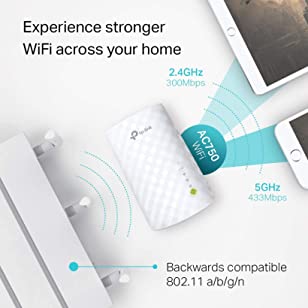 Experience stronger
WiFi across your home
2.4GHz
300Mbps
tp-link
AC750
WiFi
5GHz
433Mbps
Backwards compatible
802.11 a/b/g/n